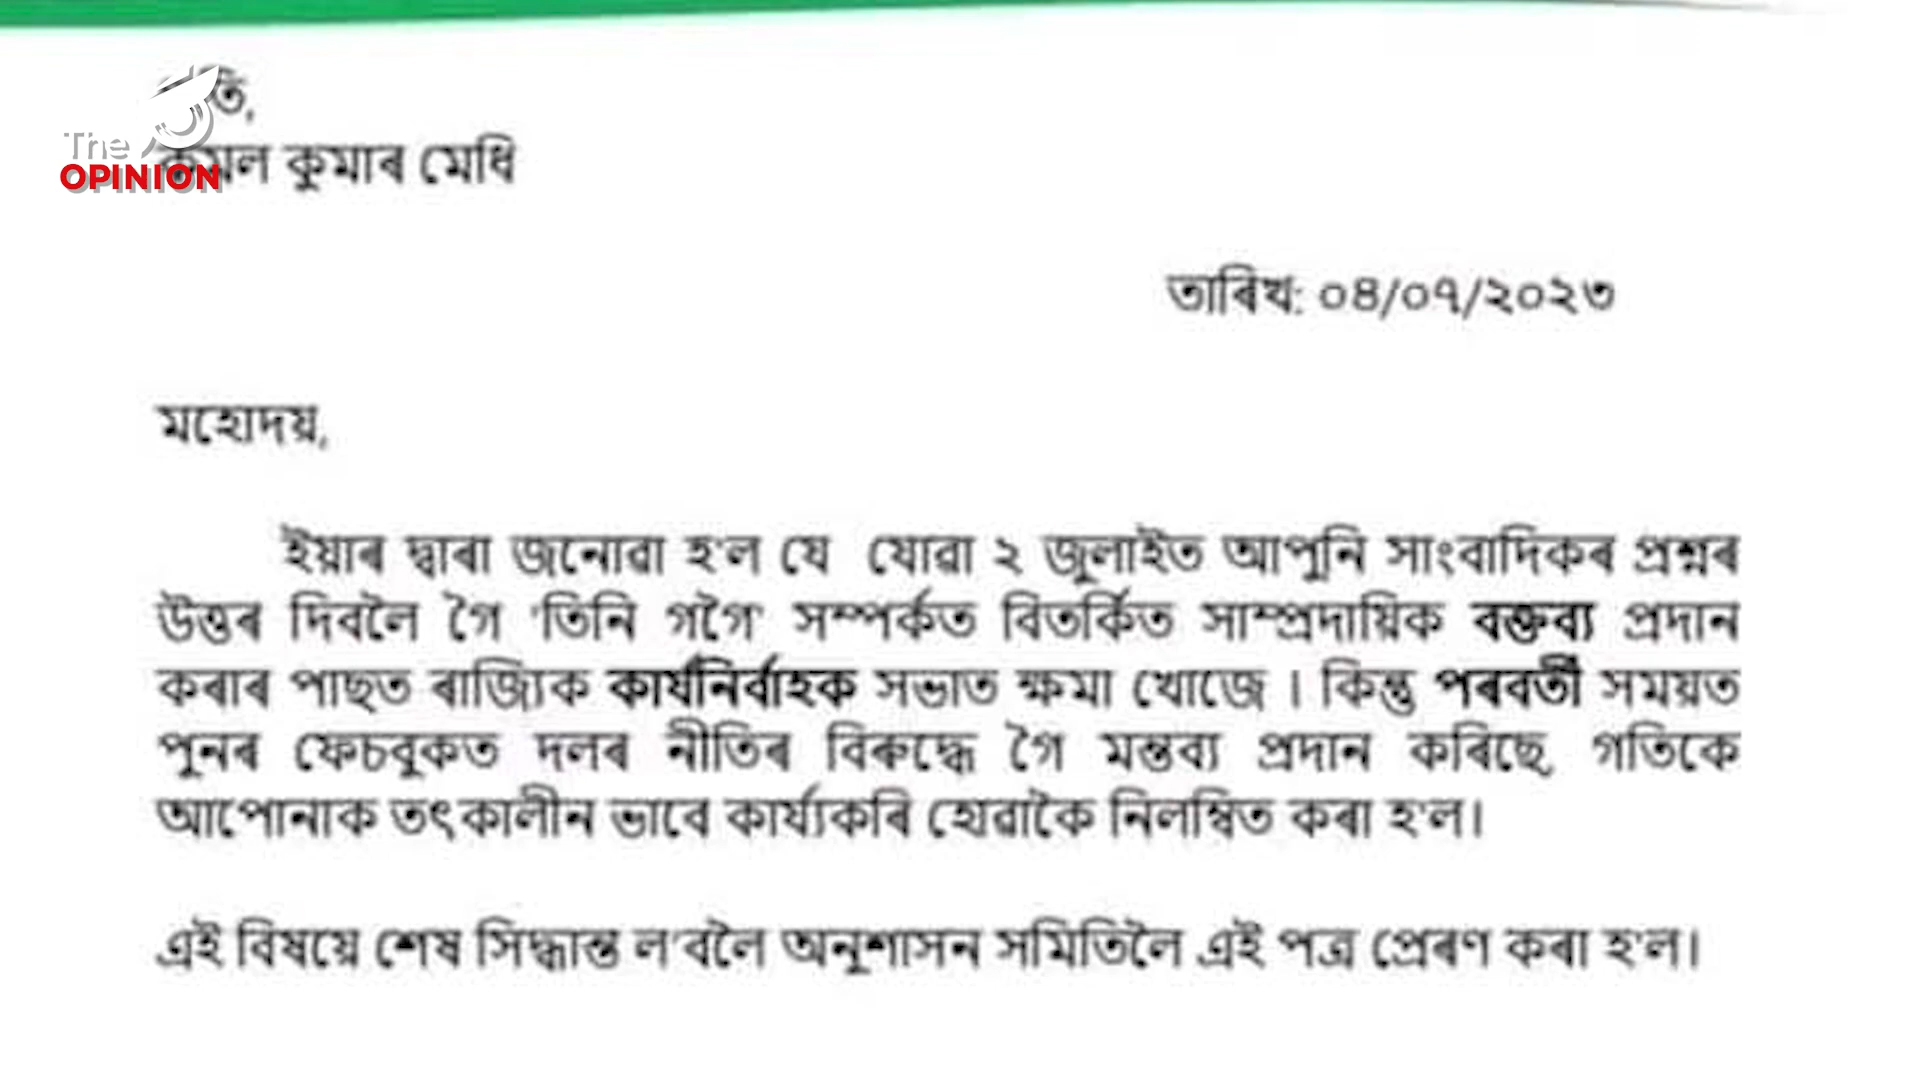 The
OPINION
কমল কুমাৰ মেধি
তাৰিখ: ০৪/০৭/২০২৩
মহোদয়,
ইয়াৰ দ্বাৰা জনোৱা হ'ল যে যোৱা ২ জুলাইত আপুনি সাংবাদিকৰ প্ৰশ্নৰ
উত্তৰ দিবলৈ গৈ 'তিনি গগৈ' সম্পৰ্কত বিতৰ্কিত সাম্প্ৰদায়িক বক্তব্য প্ৰদান
কৰাৰ পাছত ৰাজ্যিক কাৰ্যনিৰ্বাহক সভাত ক্ষমা খোজে । কিন্তু পৰবৰ্তী সময়ত
পুনৰ ফেচবুকত দলৰ নীতিৰ বিৰুদ্ধে গৈ মন্তব্য প্ৰদান কৰিছে, গতিকে
আপোনাক তৎকালীন ভাবে কাৰ্য্যকৰি হোৱাকৈ নিলম্বিত কৰা হ'ল।
এই বিষয়ে শেষ সিদ্ধান্ত ল'বলৈ অনুশাসন সমিতিলৈ এই পত্ৰ প্ৰেৰণ কৰা হ'ল।